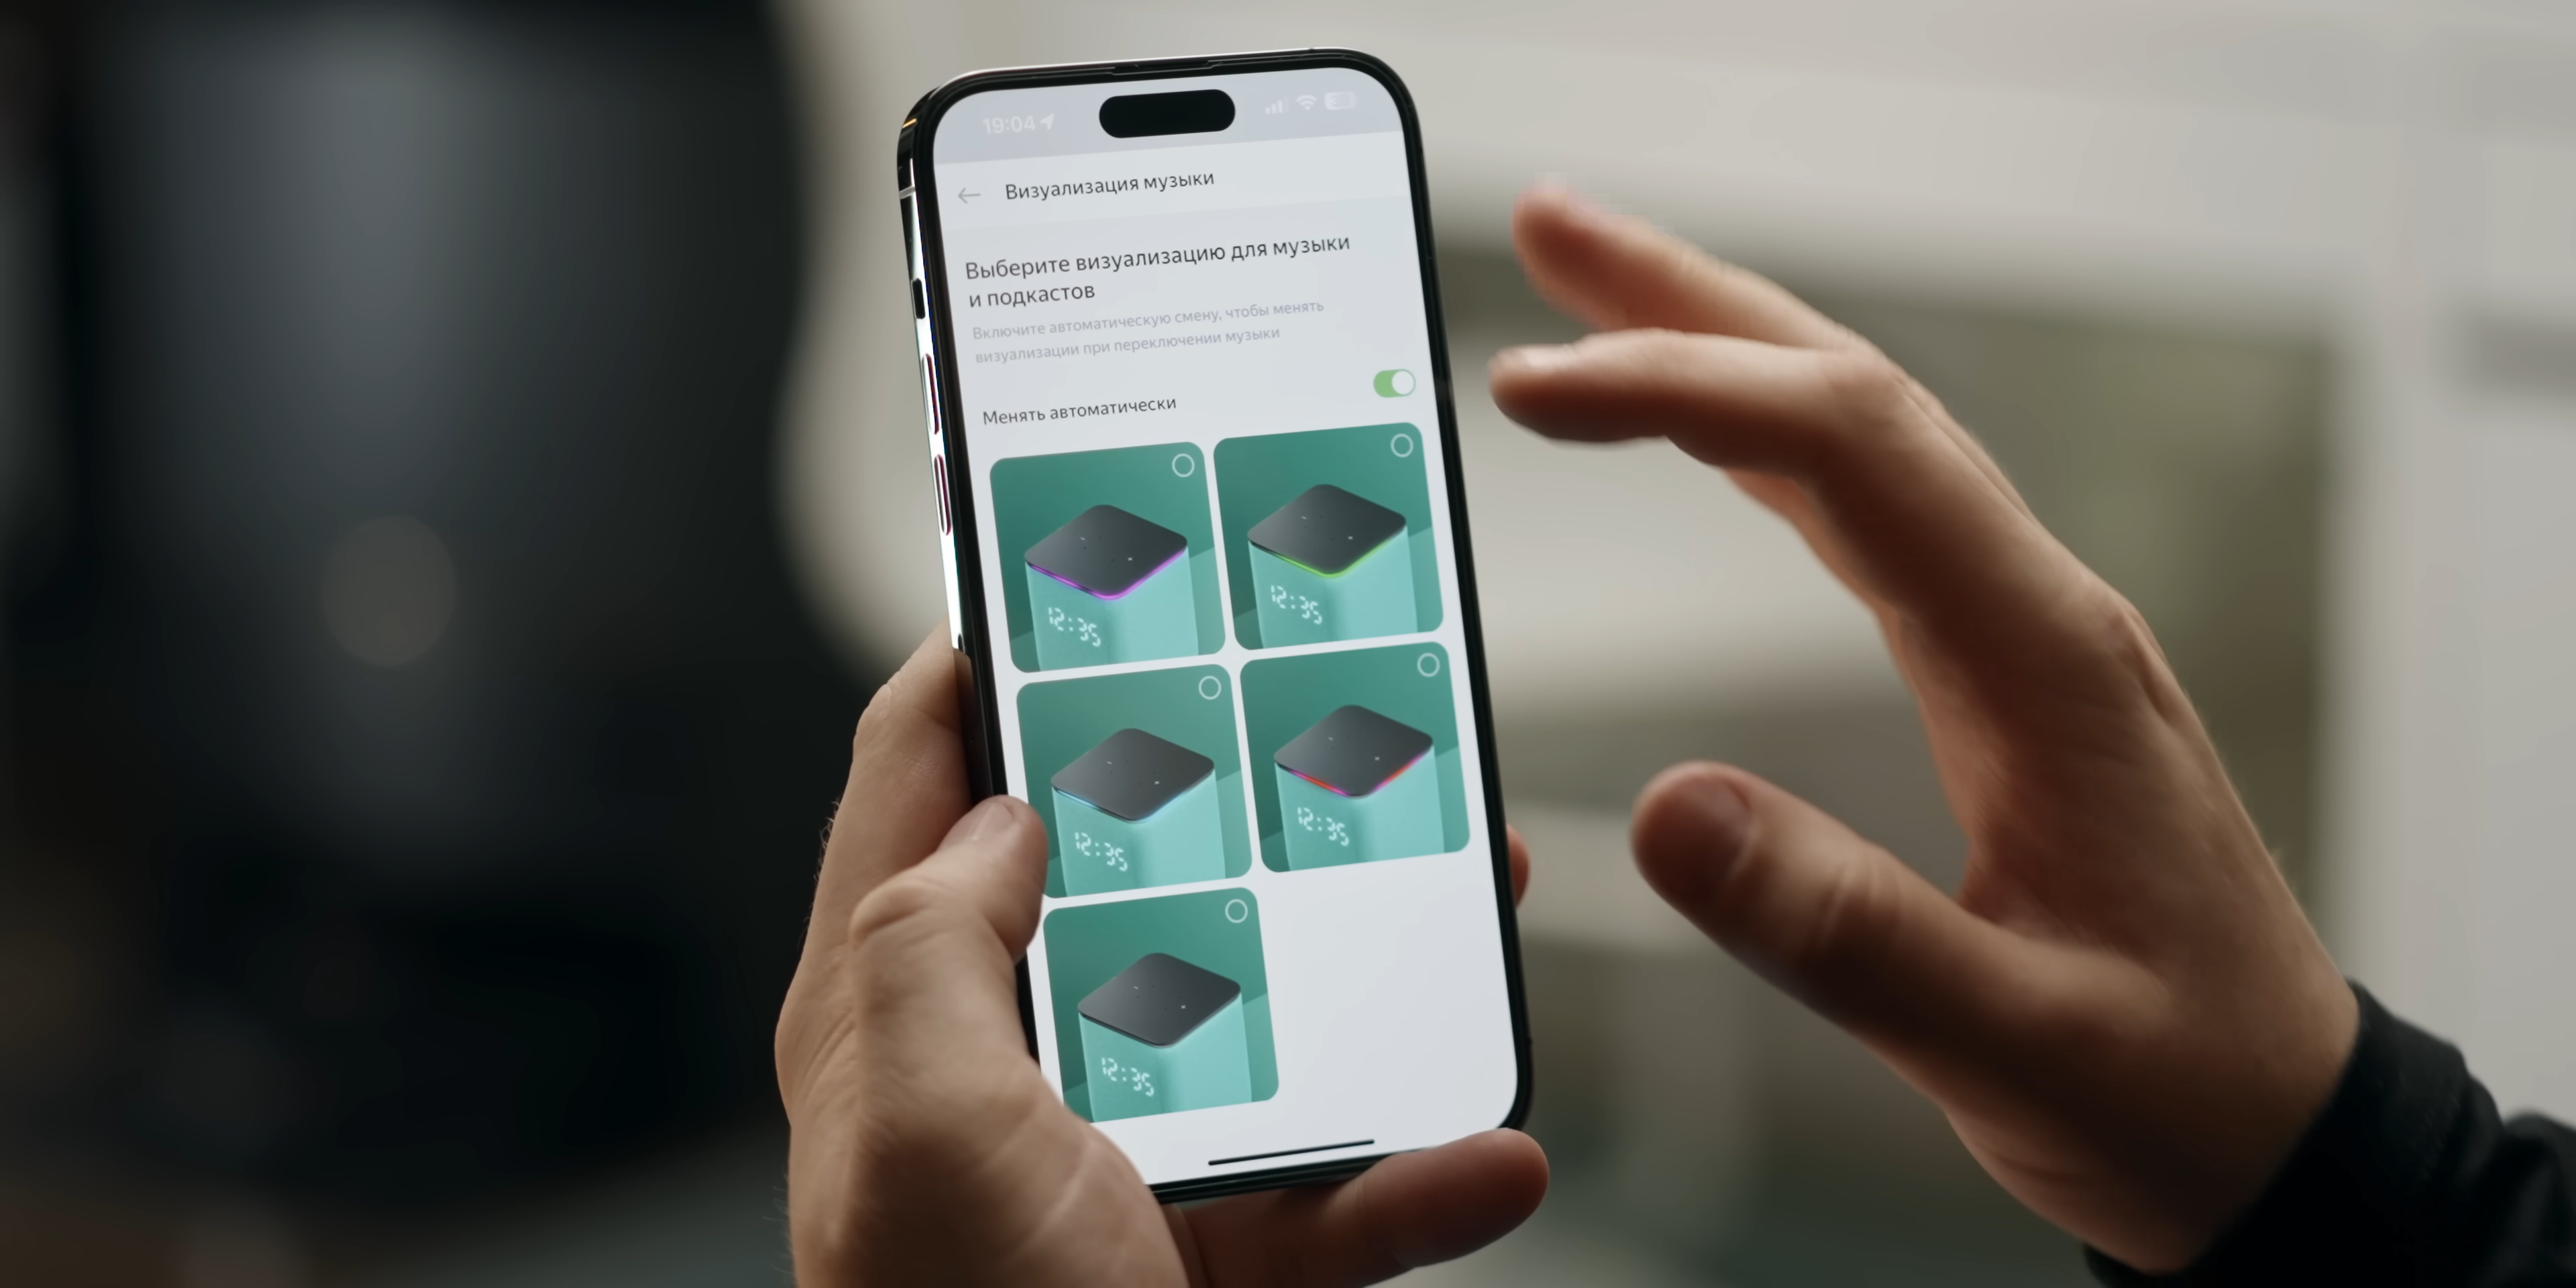 19:04
Визуализация музыки
Выберите визуализацию для музыки
и подкастов
Включите автоматическую смену, чтобы менять
визуализации при переключении музыки
Менять автоматически
12:35
12:35
12:35
12:35
12:35